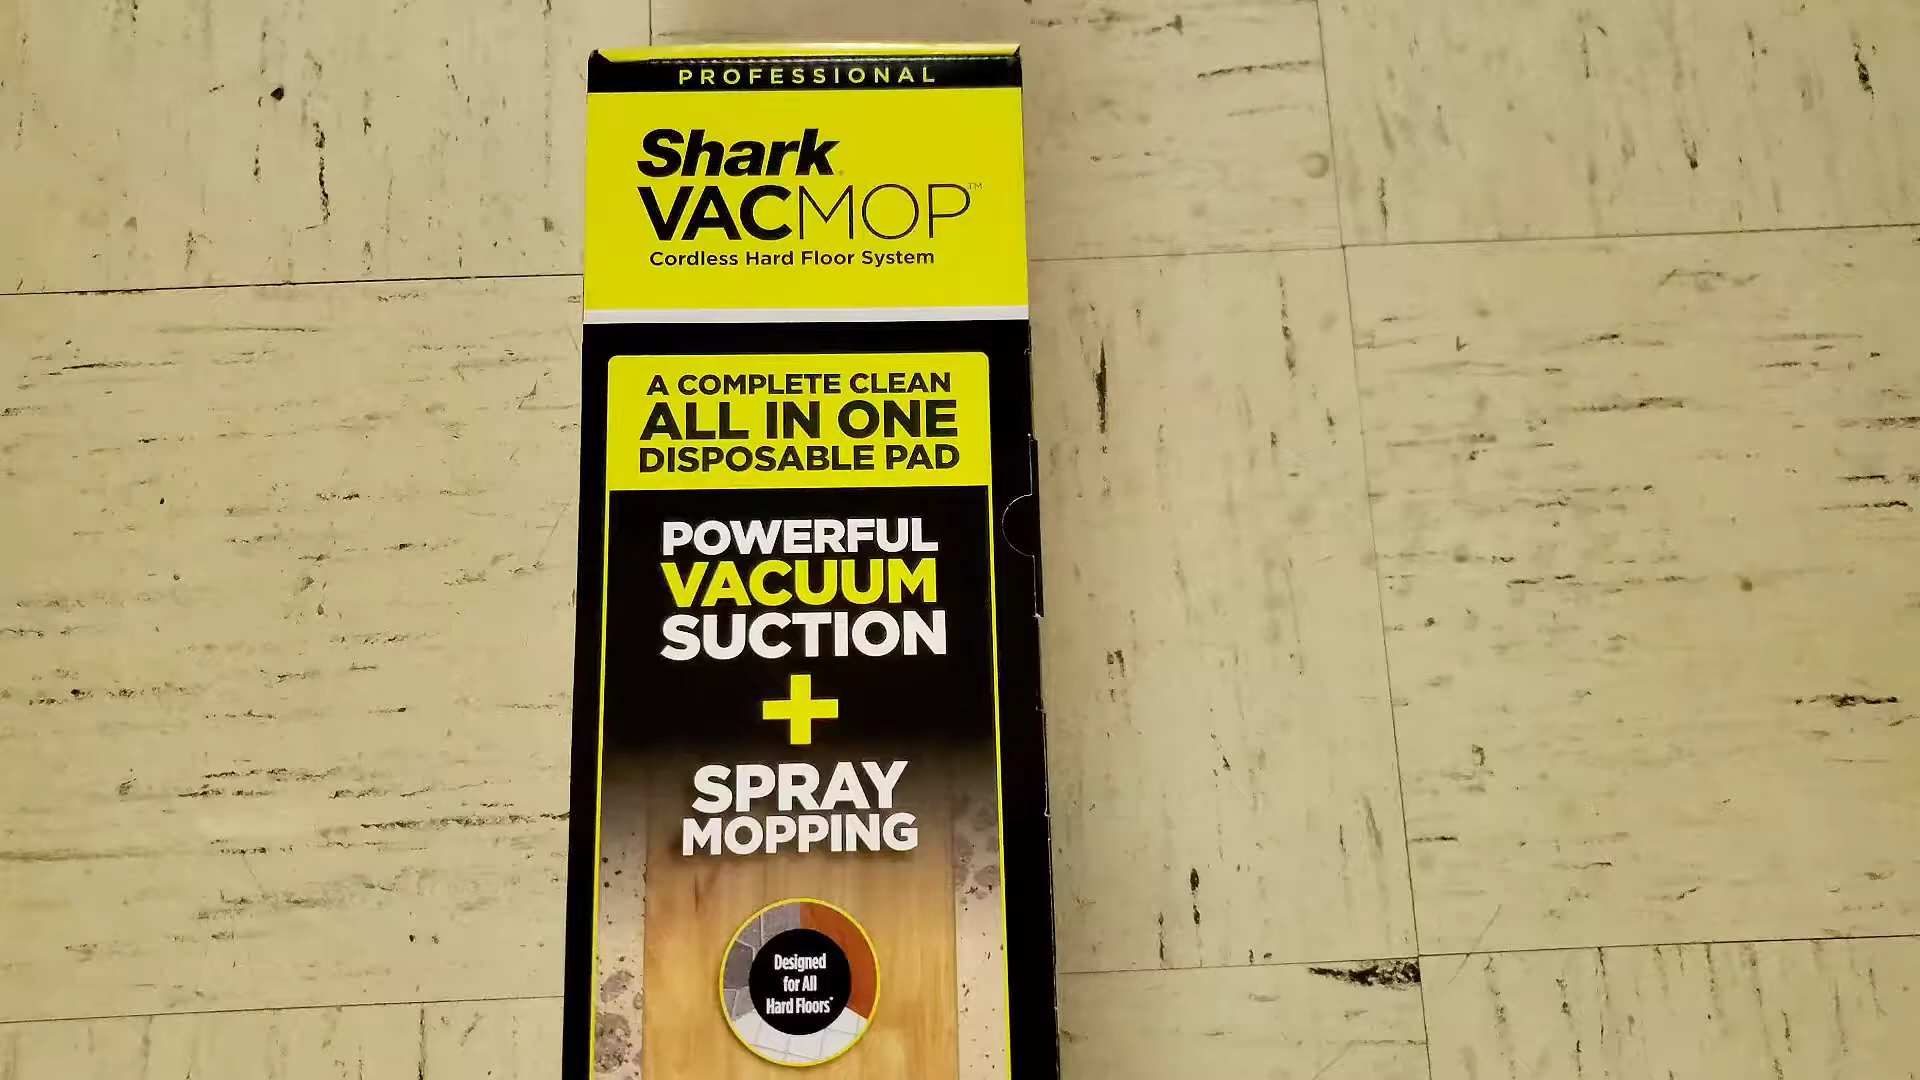 PROFESSIONAL
Shark
VACMOP™
Cordless Hard Floor System
A COMPLETE CLEAN
ALL IN ONE
DISPOSABLE PAD
POWERFUL
VACUUM
SUCTION
+
SPRAY
MOPPING
Designed
for All
Hard Floors*